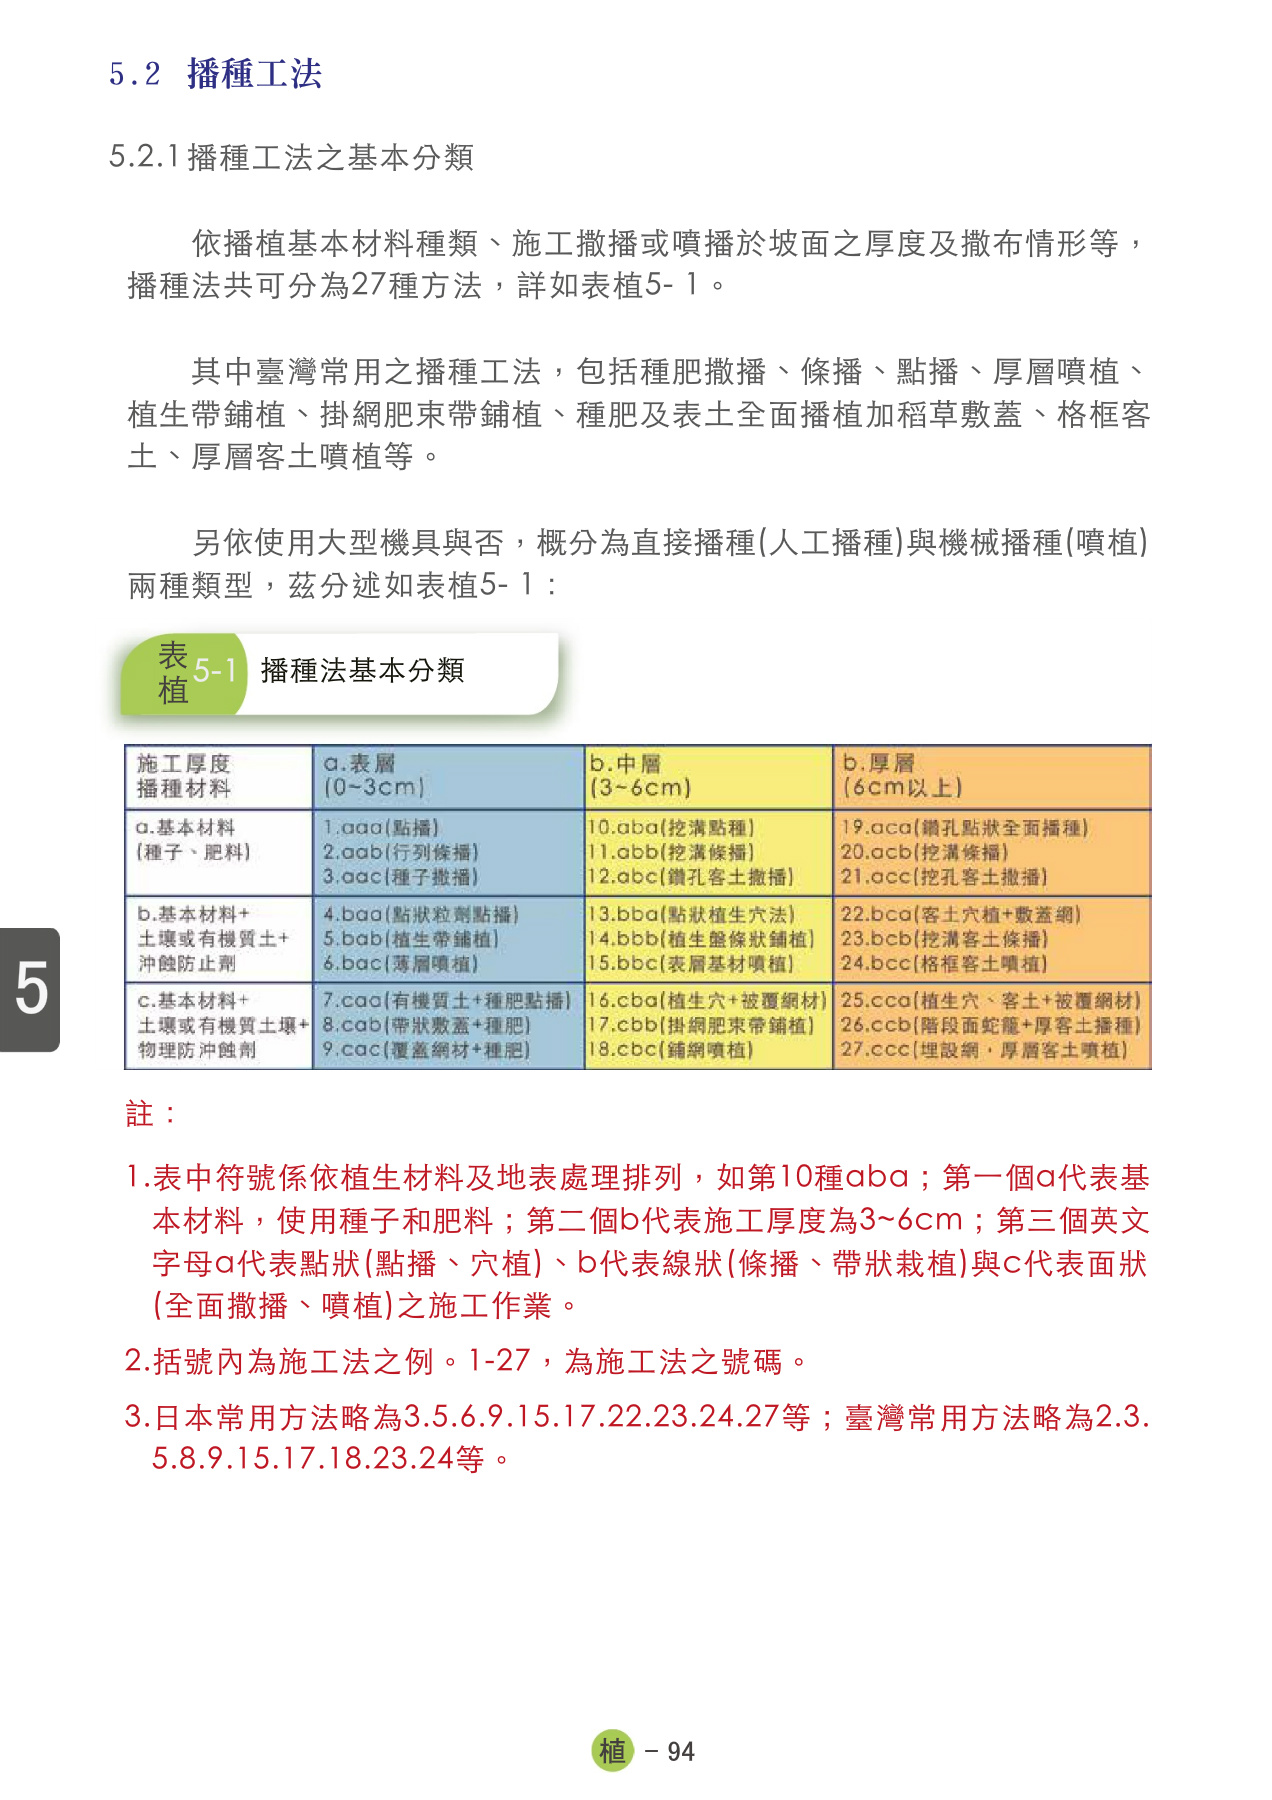 5.2 播種工法
5.2.1播種工法之基本分類
依播植基本材料種類、施工撒播或噴播於坡面之厚度及撒布情形等，
播種法共可分為27種方法，詳如表植5- 1。
其中臺灣常用之播種工法，包括種肥撒播、條播、點播、厚層噴植、
植生帶鋪植、掛網肥束帶鋪植、種肥及表土全面播植加稻草敷蓋、格框客
土、厚層客土噴植等。
另依使用大型機具與否，概分為直接播種(人工播種)與機械播種(噴植)
兩種類型，茲分述如表植5- 1：
表植 5-1 播種法基本分類
施工厚度
播種材料
a.表層
(0~3cm)
b.中層
(3~6cm)
b.厚層
(6cm以上)
a.基本材料
(種子、肥料)
1.aaa(點播)
2.aab(行列條播)
3.aac(種子撒播)
10.aba(挖溝點種)
11.abb(挖溝條播)
12.abc(鑽孔客土撒播)
19.aca(鑽孔點狀全面播種)
20.acb(挖溝條播)
21.acc(挖孔客土撒播)
b.基本材料+
土壤或有機質土+
沖蝕防止劑
4.baa(點狀粒劑點播)
5.bab(植生帶鋪植)
6.bac(薄層噴植)
13.bba(點狀植生穴法)
14.bbb(植生盤條狀鋪植)
15.bbc(表層基材噴植)
22.bca(客土穴植+敷蓋網)
23.bcb(挖溝客土條播)
24.bcc(格框客土噴植)
c.基本材料+
土壤或有機質土壤+
物理防沖蝕劑
7.caa(有機質土+種肥點播)
8.cab(帶狀敷蓋+種肥)
9.cac(覆蓋網材+種肥)
16.cba(植生穴+被覆網材)
17.cbb(掛網肥束帶鋪植)
18.cbc(鋪網噴植)
25.cca(植生穴、客土+被覆網材)
26.ccb(階段面蛇籠+厚客土播種)
27.ccc(埋設網，厚層客土噴植)
註：
1.表中符號係依植生材料及地表處理排列，如第10種aba；第一個a代表基
本材料，使用種子和肥料；第二個b代表施工厚度為3~6cm；第三個英文
字母a代表點狀(點播、穴植)、b代表線狀(條播、帶狀栽植)與c代表面狀
(全面撒播、噴植)之施工作業。
2.括號內為施工法之例。1-27，為施工法之號碼。
3.日本常用方法略為3.5.6.9.15.17.22.23.24.27等；臺灣常用方法略為2.3.
5.8.9.15.17.18.23.24等。
5
植 - 94